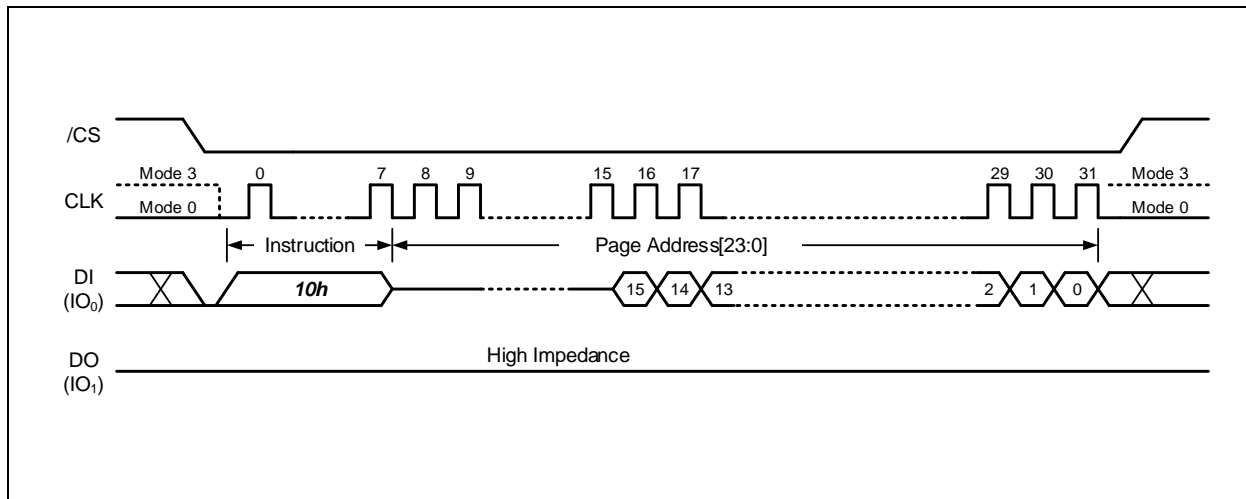 /CS
Mode 3 0 7 8 9 15 16 17 29 30 31 Mode 3
CLK
Mode 0 Mode 0
Instruction Page Address[23:0]
DI
(IO₀)
10h 15 14 13 2 1 0
High Impedance
DO
(IO₁)